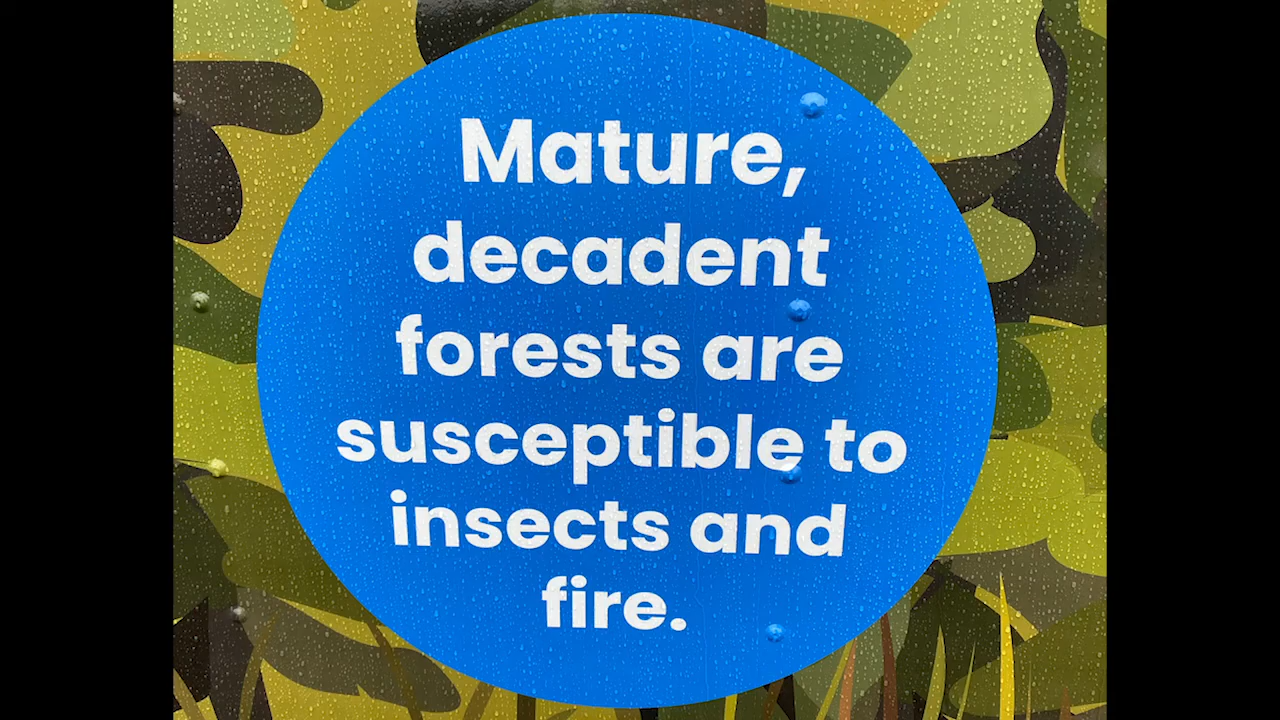 Mature,
decadent
forests are
susceptible to
insects and
fire.